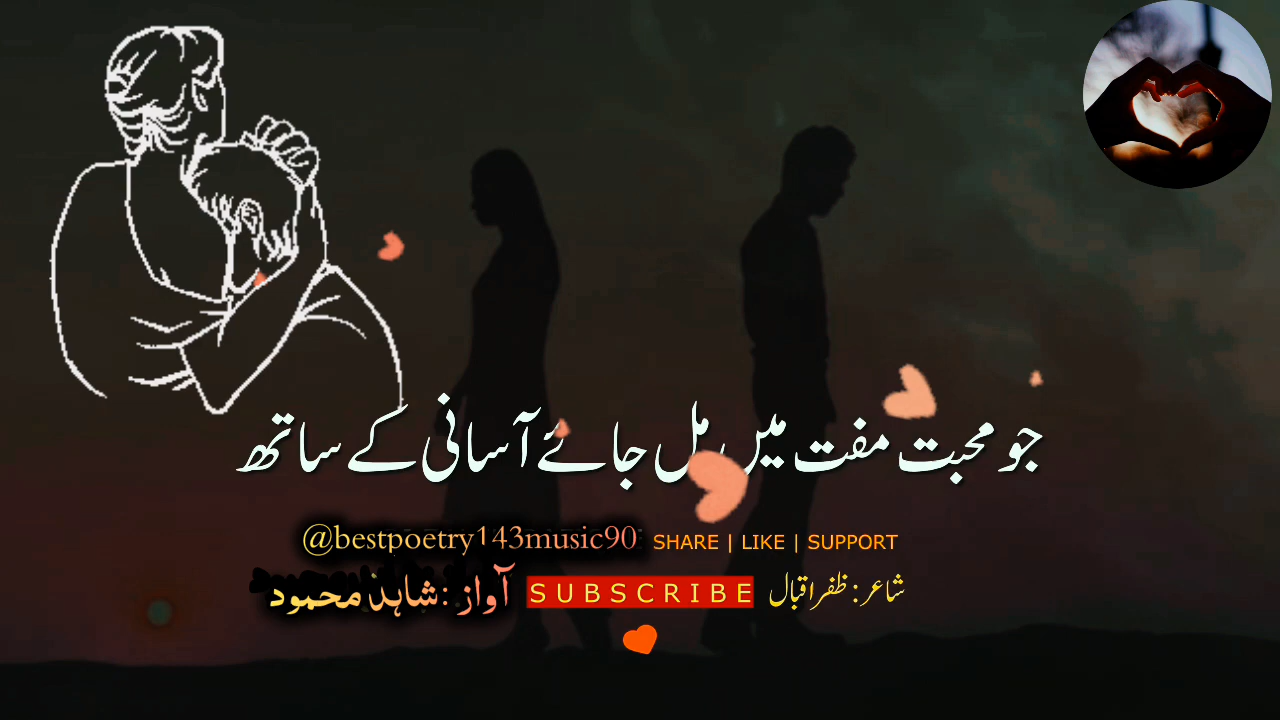 جو محبت مفت میں مل جائے آسانی کے ساتھ
@bestpoetry143music90 SHARE | LIKE | SUPPORT
آواز :شاہد محمود SUBSCRIBE شاعر : ظفر اقبال